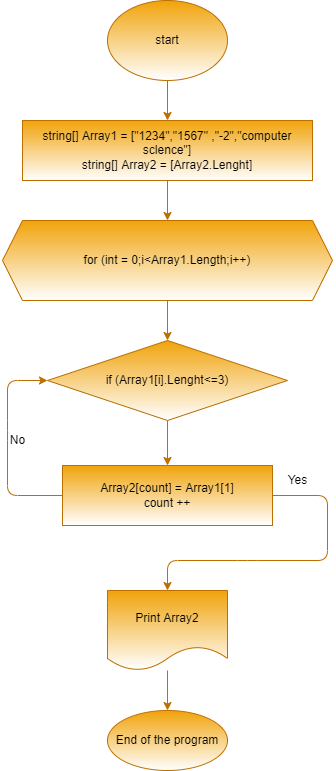 start
string[] Array1 = ["1234","1567" ,"-2","computer
sclence"]
string[] Array2 = [Array2.Lenght]
for (int = 0;i<Array1.Length;i++)
if (Array1[i].Lenght<=3)
No
Array2[count] = Array1[1]
count ++
Yes
Print Array2
End of the program